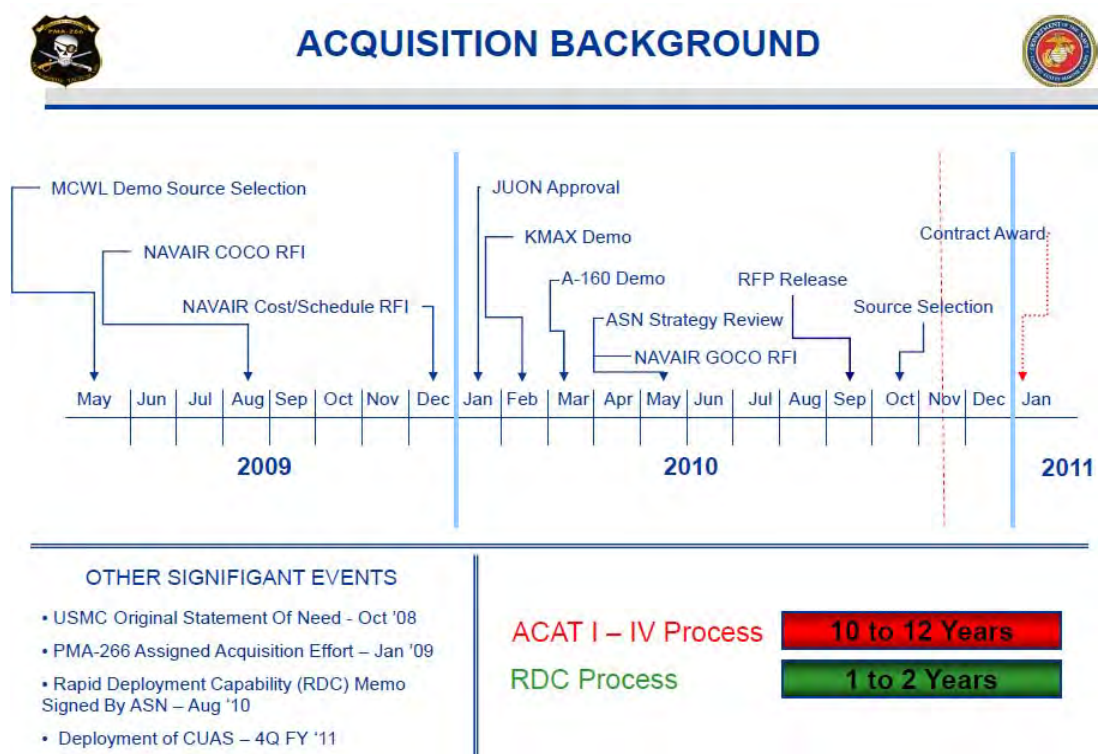 PMA-266
ACQUISITION BACKGROUND
MCWL Demo Source Selection
NAVAIR COCO RFI
NAVAIR Cost/Schedule RFI
JUON Approval
KMAX Demo
A-160 Demo
ASN Strategy Review
NAVAIR GOCO RFI
RFP Release
Source Selection
Contract Award
May Jun Jul Aug Sep Oct Nov Dec Jan Feb Mar Apr May Jun Jul Aug Sep Oct Nov Dec Jan
2009 2010 2011
OTHER SIGNIFIGANT EVENTS
• USMC Original Statement Of Need - Oct '08
• PMA-266 Assigned Acquisition Effort – Jan '09
• Rapid Deployment Capability (RDC) Memo
Signed By ASN – Aug ‘10
• Deployment of CUAS – 4Q FY ‘11
ACAT I – IV Process 10 to 12 Years
RDC Process 1 to 2 Years